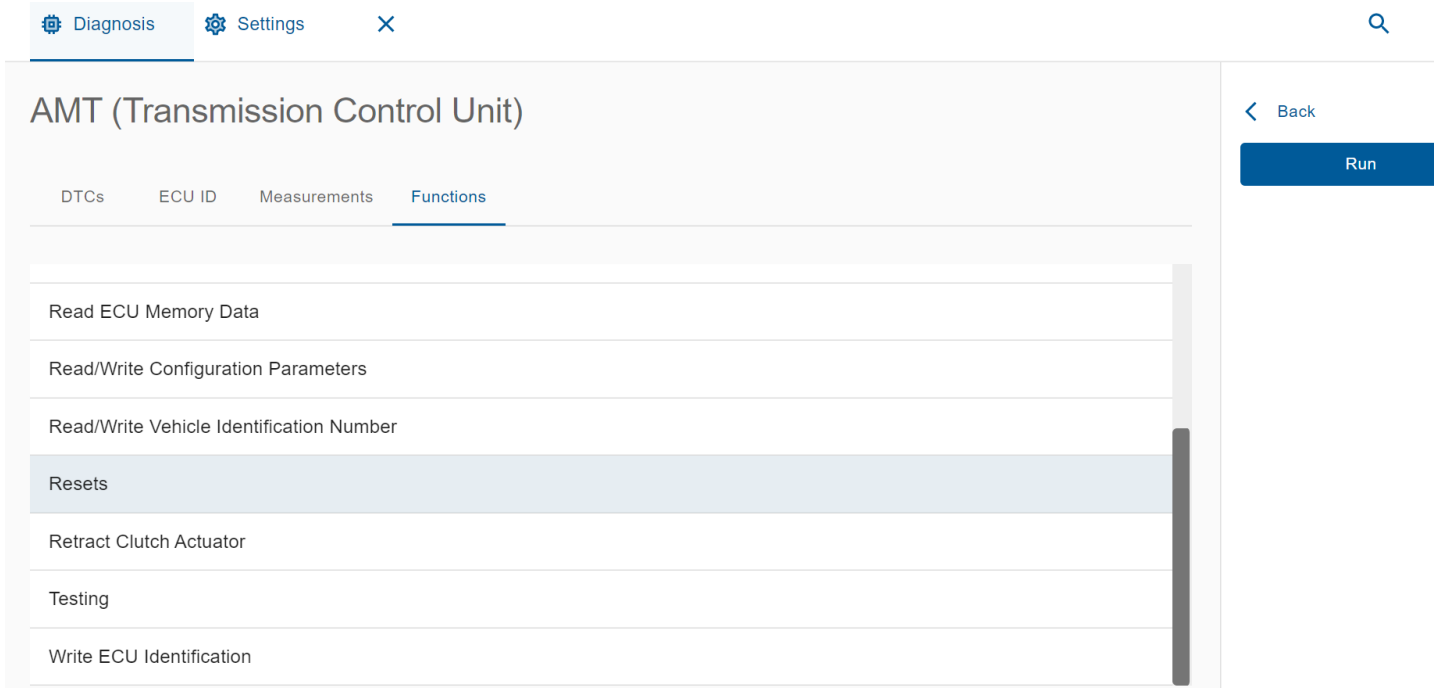 Diagnosis
Settings
AMT (Transmission Control Unit)
Back
Run
DTCs
ECU ID
Measurements
Functions
Read ECU Memory Data
Read/Write Configuration Parameters
Read/Write Vehicle Identification Number
Resets
Retract Clutch Actuator
Testing
Write ECU Identification